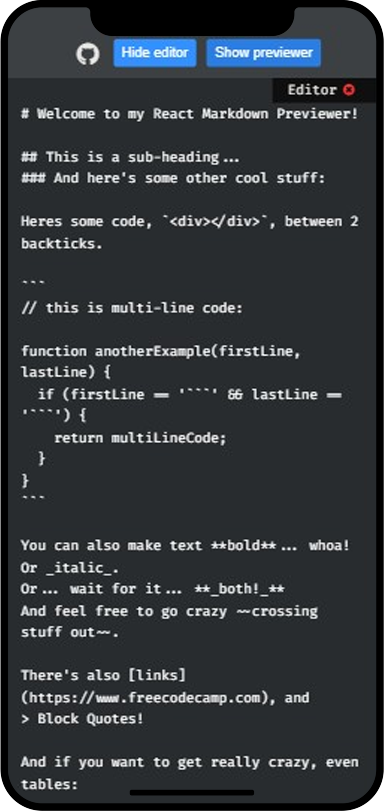 Hide editor Show previewer
Editor
# Welcome to my React Markdown Previewer!
## This is a sub-heading...
### And here's some other cool stuff:
Heres some code, `<div></div>`, between 2
backticks.
```
// this is multi-line code:
function anotherExample(firstLine,
lastLine) {
  if (firstLine == '```' && lastLine ==
'```') {
    return multiLineCode;
  }
}
```
You can also make text **bold**... whoa!
Or _italic_.
Or... wait for it... **_both!_**
And feel free to go crazy ~~crossing
stuff out~~.
There's also [links]
(https://www.freecodecamp.com), and
> Block Quotes!
And if you want to get really crazy, even
tables: